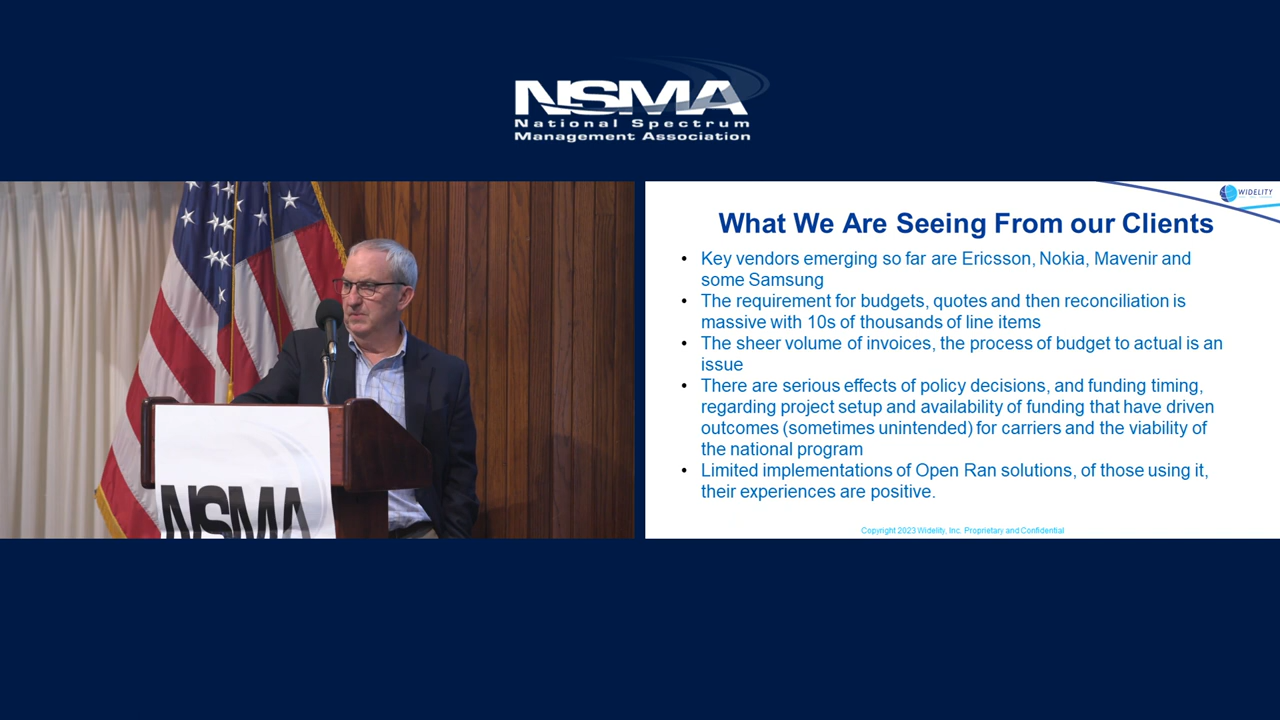 NSMA
National Spectrum
Management Association
NSMA
WIDELITY
What We Are Seeing From our Clients
• Key vendors emerging so far are Ericsson, Nokia, Mavenir and
some Samsung
• The requirement for budgets, quotes and then reconciliation is
massive with 10s of thousands of line items
• The sheer volume of invoices, the process of budget to actual is an
issue
• There are serious effects of policy decisions, and funding timing,
regarding project setup and availability of funding that have driven
outcomes (sometimes unintended) for carriers and the viability of
the national program
• Limited implementations of Open Ran solutions, of those using it,
their experiences are positive.
Copyright 2023 Widelity, Inc. Proprietary and Confidential